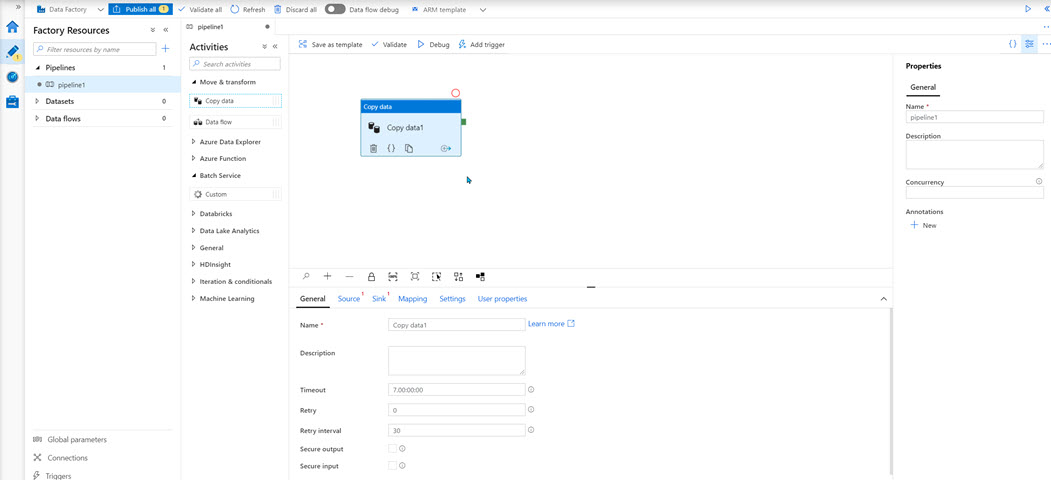 Data Factory
Publish all 1
Validate all
Refresh
Discard all
Data flow debug
ARM template
Factory Resources
Filter resources by name
Pipelines 1
pipeline1
Datasets 0
Data flows 0
Global parameters
Connections
Triggers
pipeline1
Activities
Search activities
Move & transform
Copy data
Data flow
Azure Data Explorer
Azure Function
Batch Service
Custom
Databricks
Data Lake Analytics
General
HDInsight
Iteration & conditionals
Machine Learning
Save as template
Validate
Debug
Add trigger
Copy data
Copy data1
General
Source 1
Sink 1
Mapping
Settings
User properties
Name * Copy data1 Learn more
Description
Timeout 7.00:00:00
Retry 0
Retry interval 30
Secure output
Secure input
Properties
General
Name *
pipeline1
Description
Concurrency
Annotations
New